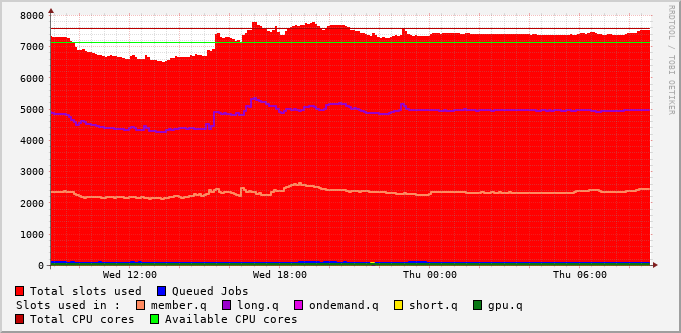 8000
7000
6000
5000
4000
3000
2000
1000
0
Wed 12:00 Wed 18:00 Thu 00:00 Thu 06:00
Total slots used Queued Jobs
Slots used in : member.q long.q ondemand.q short.q gpu.q
Total CPU cores Available CPU cores
RRDTOOL / TOBI OETIKER